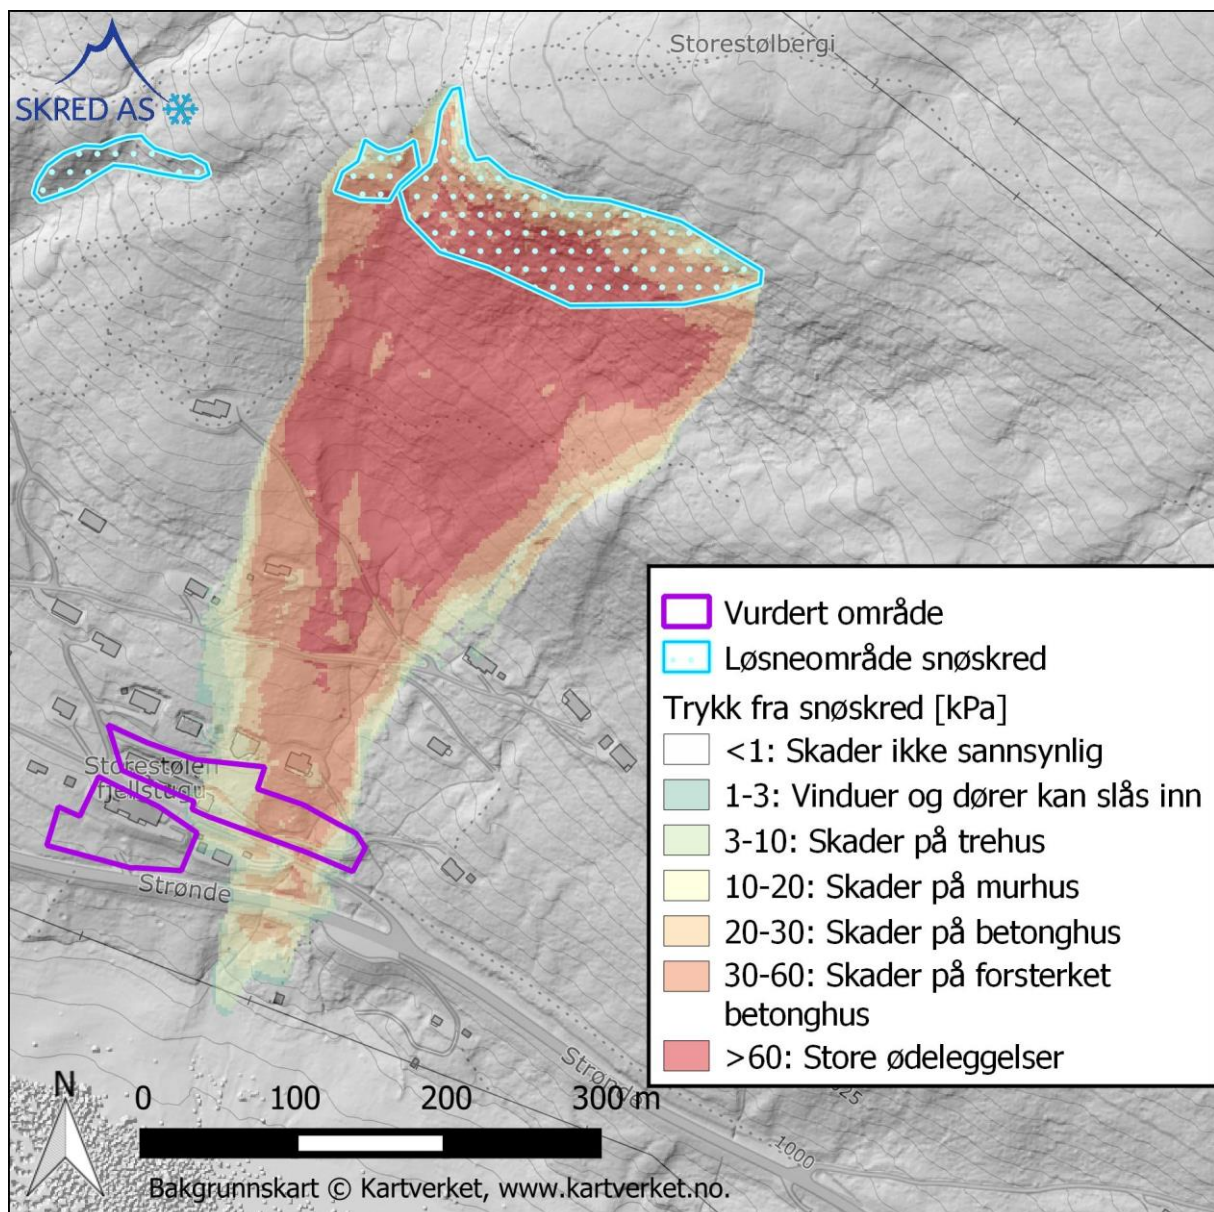 Storestølbergi
SKRED AS
Storestølen
fjellstugu
Strønde
Vurdert område
Løsneområde snøskred
Trykk fra snøskred [kPa]
<1: Skader ikke sannsynlig
1-3: Vinduer og dører kan slås inn
3-10: Skader på trehus
10-20: Skader på murhus
20-30: Skader på betonghus
30-60: Skader på forsterket
betonghus
>60: Store ødeleggelser
Strønde
1025
1000
N
0 100 200 300 m
Bakgrunnskart © Kartverket, www.kartverket.no.